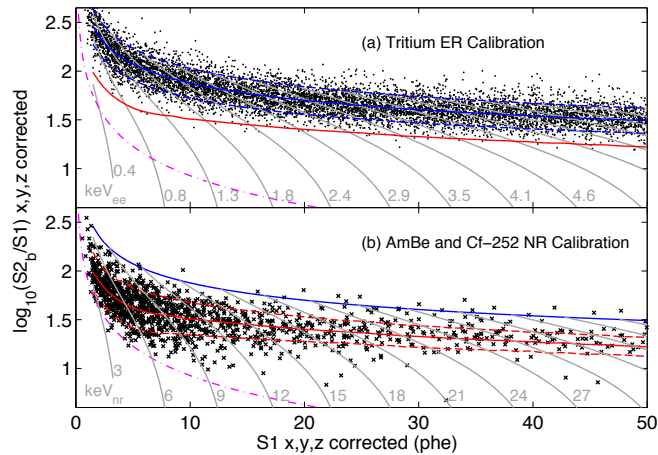 2.5
(a) Tritium ER Calibration
2
1.5
1
0.4
keVee 0.8 1.3 1.8 2.4 2.9 3.5 4.1 4.6
log10(S2b/S1) x,y,z corrected
2.5
(b) AmBe and Cf−252 NR Calibration
2
1.5
1
3
keVnr 6 9 12 15 18 21 24 27
0 10 20 30 40 50
S1 x,y,z corrected (phe)